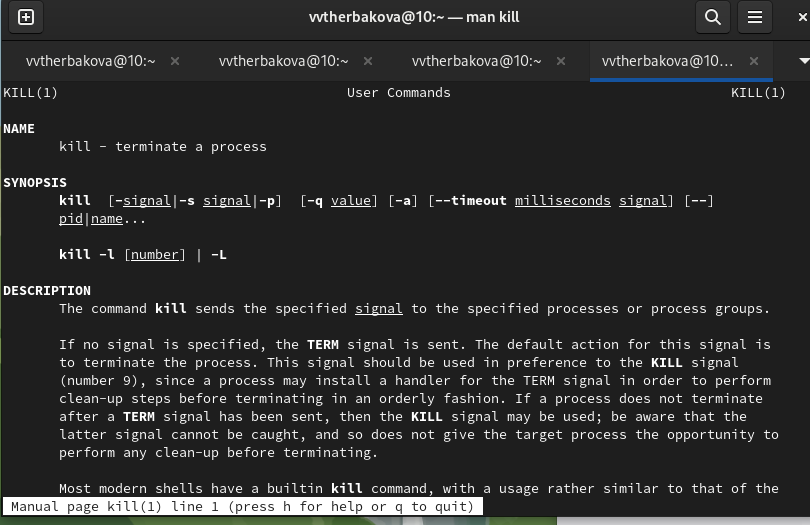 vvtherbakova@10:~ — man kill
vvtherbakova@10:~ × vvtherbakova@10:~ × vvtherbakova@10:~ × vvtherbakova@10... ×
KILL(1) User Commands KILL(1)
NAME
kill - terminate a process
SYNOPSIS
kill [-signal|-s signal|-p] [-q value] [-a] [--timeout milliseconds signal] [--]
pid|name...
kill -l [number] | -L
DESCRIPTION
The command kill sends the specified signal to the specified processes or process groups.
If no signal is specified, the TERM signal is sent. The default action for this signal is
to terminate the process. This signal should be used in preference to the KILL signal
(number 9), since a process may install a handler for the TERM signal in order to perform
clean-up steps before terminating in an orderly fashion. If a process does not terminate
after a TERM signal has been sent, then the KILL signal may be used; be aware that the
latter signal cannot be caught, and so does not give the target process the opportunity to
perform any clean-up before terminating.
Most modern shells have a builtin kill command, with a usage rather similar to that of the
Manual page kill(1) line 1 (press h for help or q to quit)